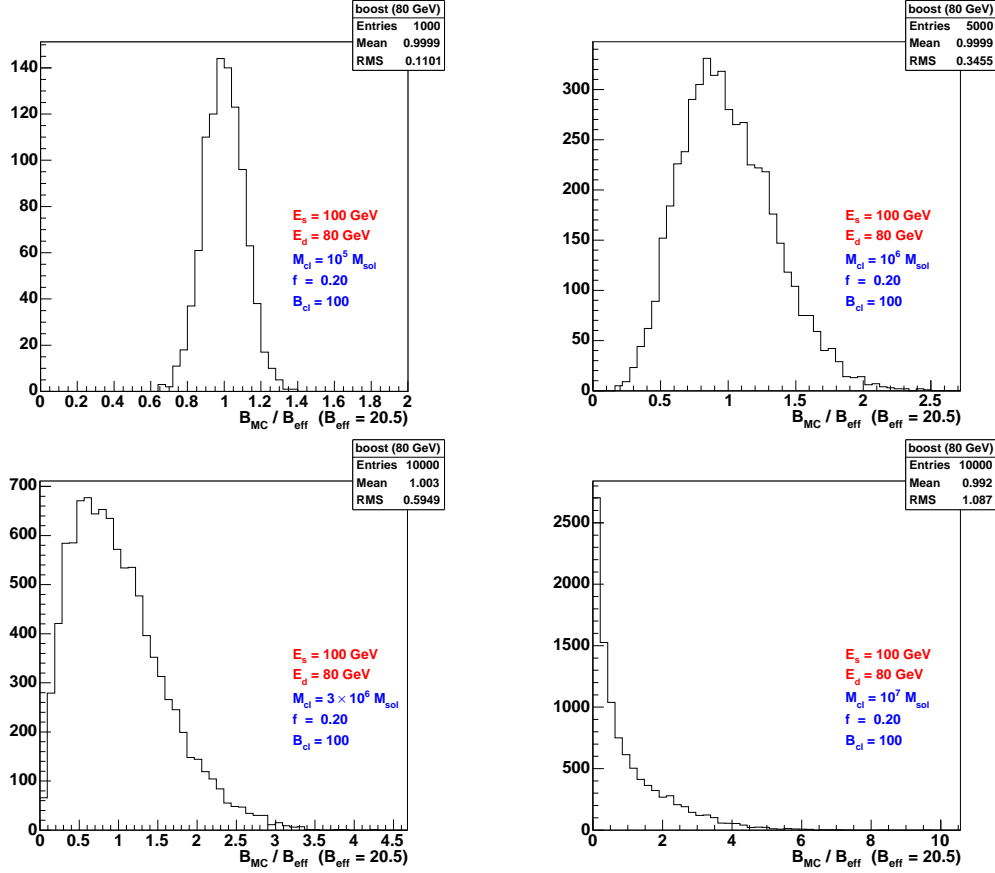 boost (80 GeV)
Entries 1000
Mean 0.9999
RMS 0.1101
140
120
100
80
60
40
20
0
0 0.2 0.4 0.6 0.8 1 1.2 1.4 1.6 1.8 2
E_s = 100 GeV
E_d = 80 GeV
M_cl = 10^5 M_sol
f = 0.20
B_cl = 100
B_MC / B_eff (B_eff = 20.5)
boost (80 GeV)
Entries 5000
Mean 0.9999
RMS 0.3455
300
250
200
150
100
50
0
0 0.5 1 1.5 2 2.5
E_s = 100 GeV
E_d = 80 GeV
M_cl = 10^6 M_sol
f = 0.20
B_cl = 100
B_MC / B_eff (B_eff = 20.5)
boost (80 GeV)
Entries 10000
Mean 1.003
RMS 0.5949
700
600
500
400
300
200
100
0
0 0.5 1 1.5 2 2.5 3 3.5 4 4.5
E_s = 100 GeV
E_d = 80 GeV
M_cl = 3 × 10^6 M_sol
f = 0.20
B_cl = 100
B_MC / B_eff (B_eff = 20.5)
boost (80 GeV)
Entries 10000
Mean 0.992
RMS 1.087
2500
2000
1500
1000
500
0
0 2 4 6 8 10
E_s = 100 GeV
E_d = 80 GeV
M_cl = 10^7 M_sol
f = 0.20
B_cl = 100
B_MC / B_eff (B_eff = 20.5)